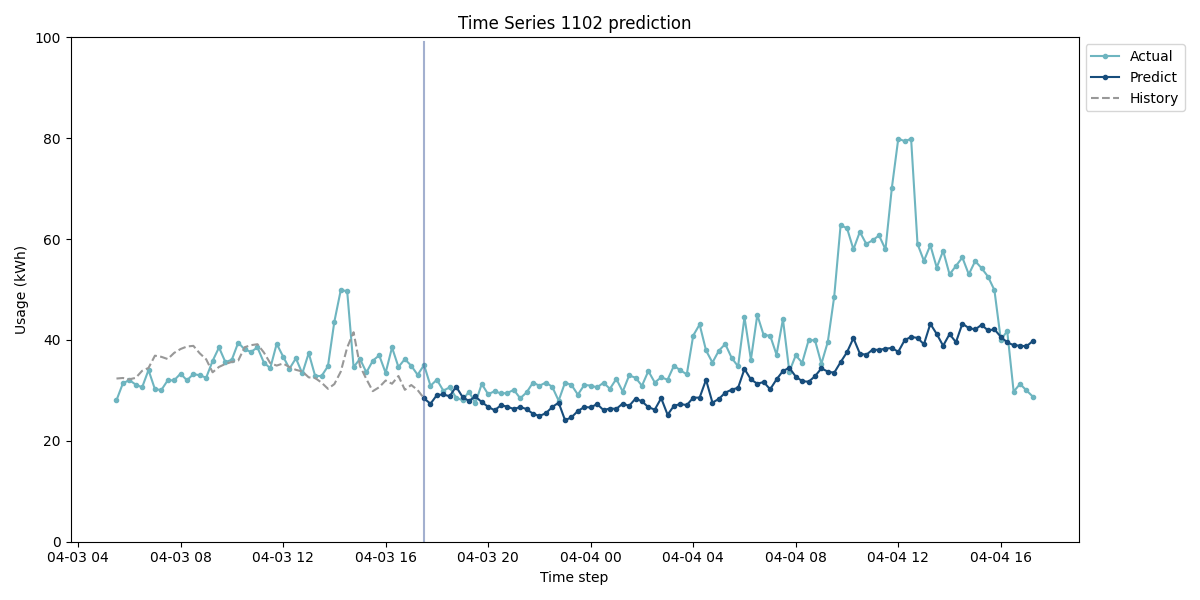 Time Series 1102 prediction
100
80
60
40
20
0
Usage (kWh)
04-03 04
04-03 08
04-03 12
04-03 16
04-03 20
04-04 00
04-04 04
04-04 08
04-04 12
04-04 16
Time step
Actual
Predict
History